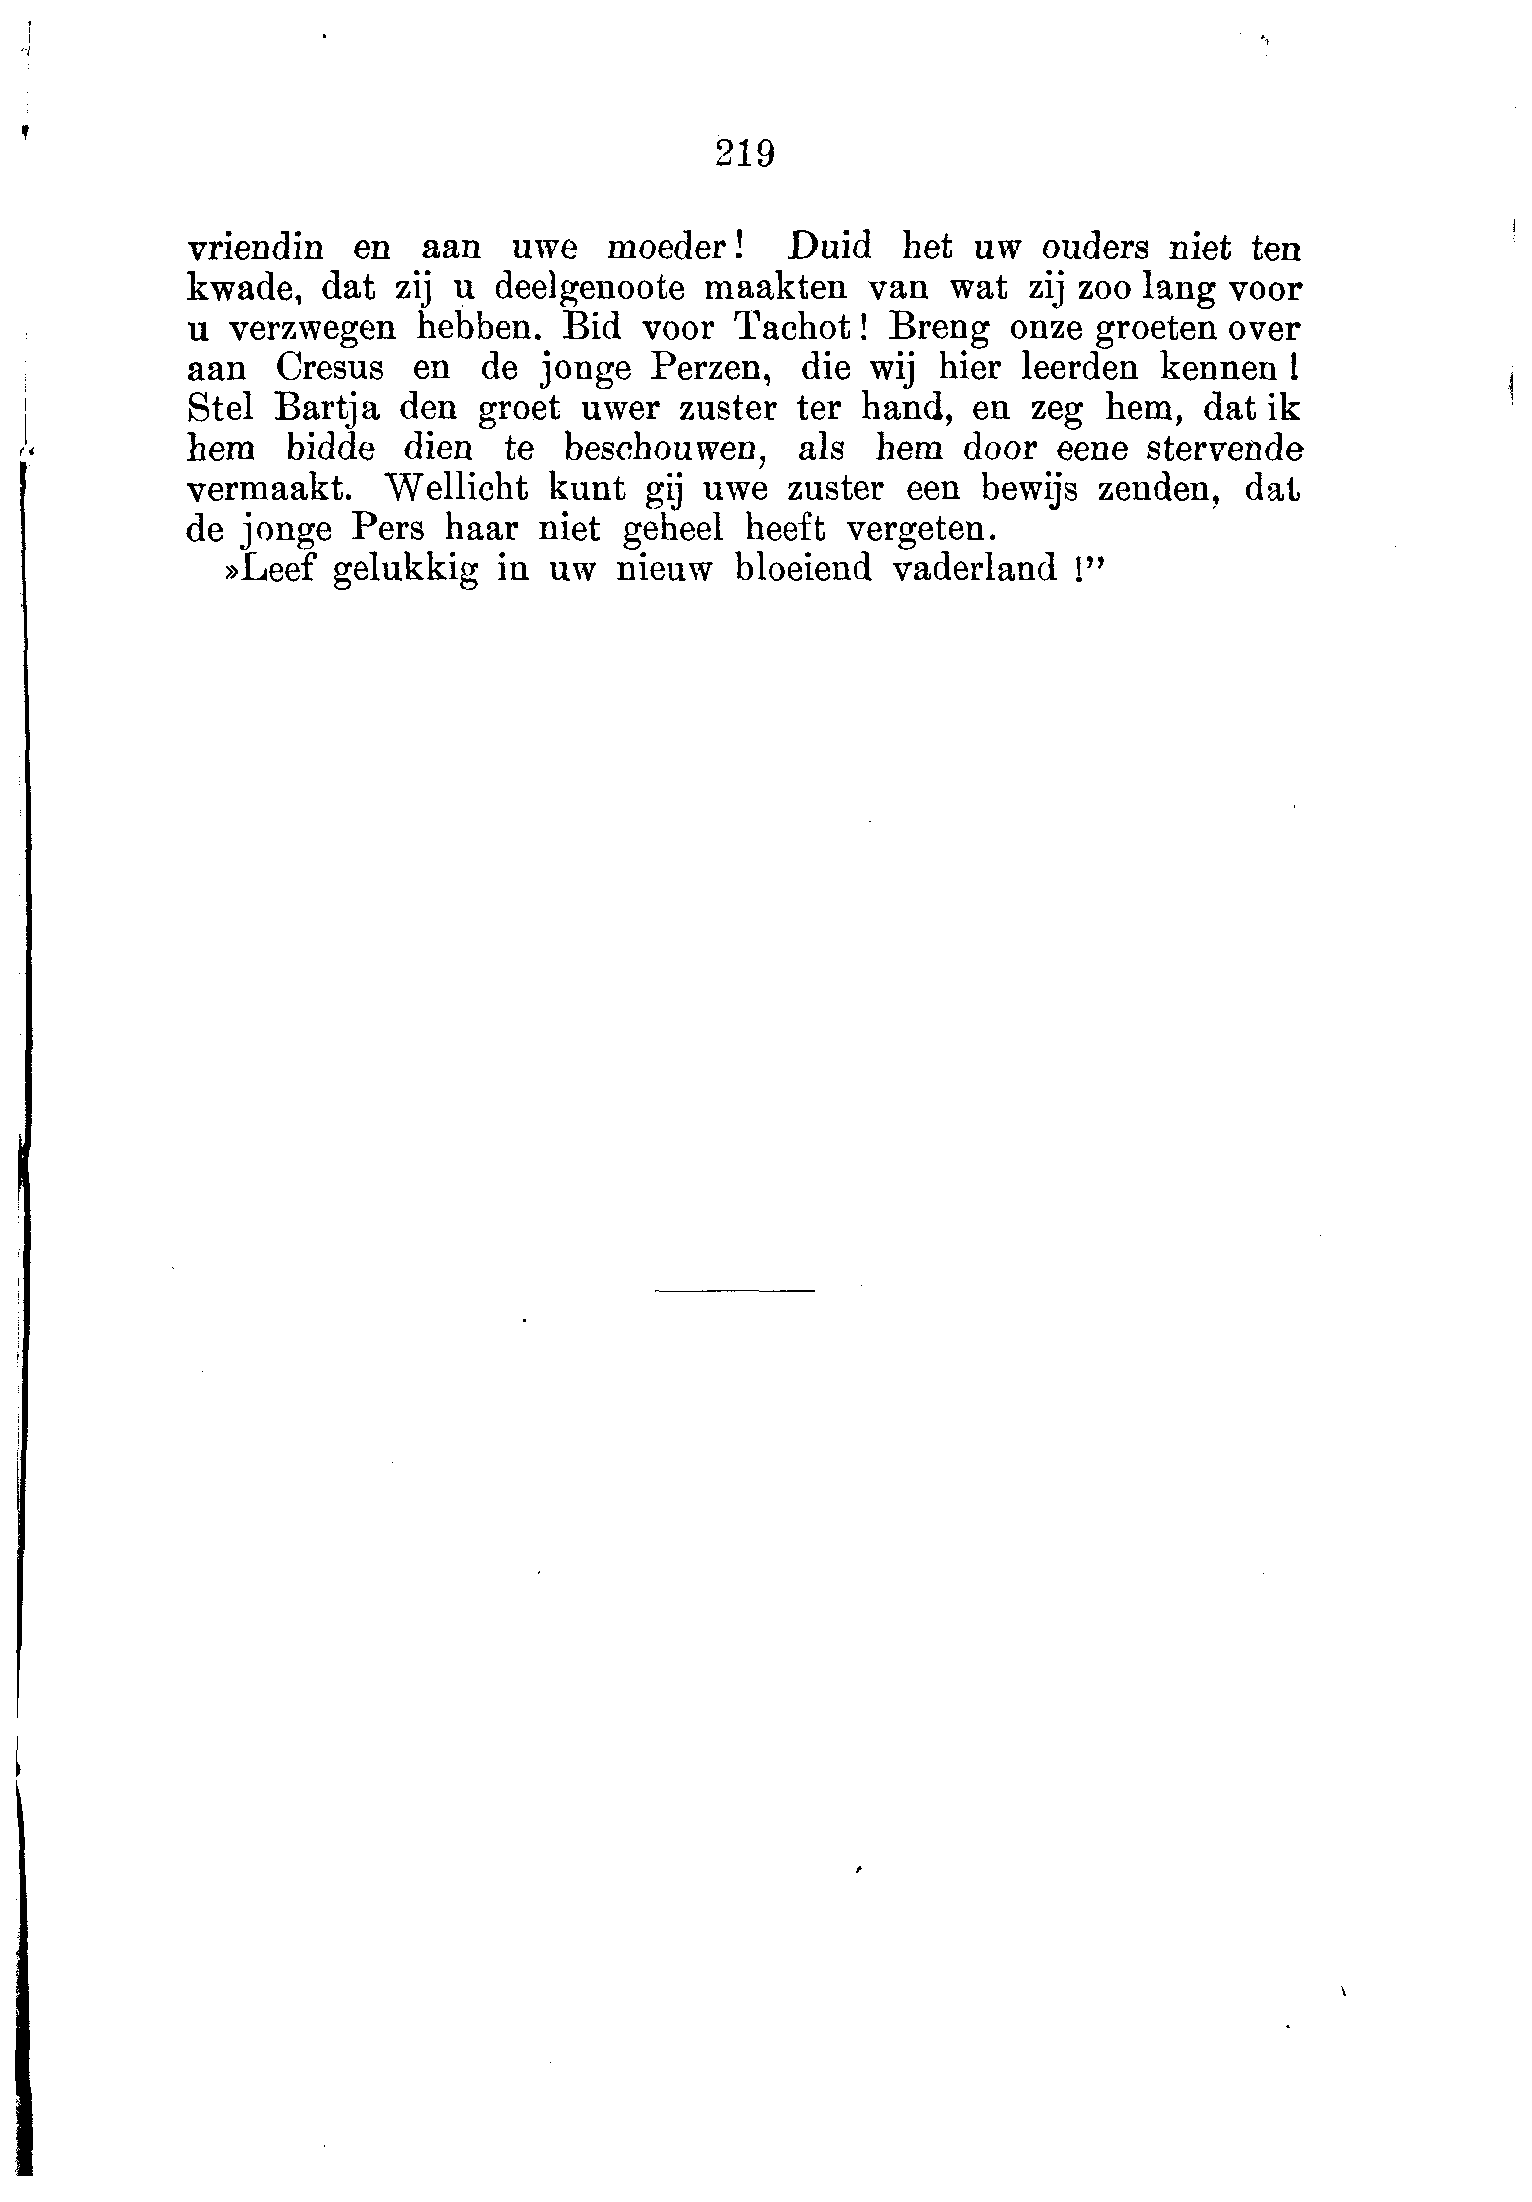 219
vriendin en aan uwe moeder! Duid het uw ouders niet ten
kwade, dat zij u deelgenoote maakten van wat zij zoo lang voor
u verzwegen hebben. Bid voor Tachot! Breng onze groeten over
aan Cresus en de jonge Perzen, die wij hier leerden kennen!
Stel Bartja den groet uwer zuster ter hand, en zeg hem, dat ik
hem bidde dien te beschouwen, als hem door eene stervende
vermaakt. Wellicht kunt gij uwe zuster een bewijs zenden, dat
de jonge Pers haar niet geheel heeft vergeten.
»Leef gelukkig in uw nieuw bloeiend vaderland!”